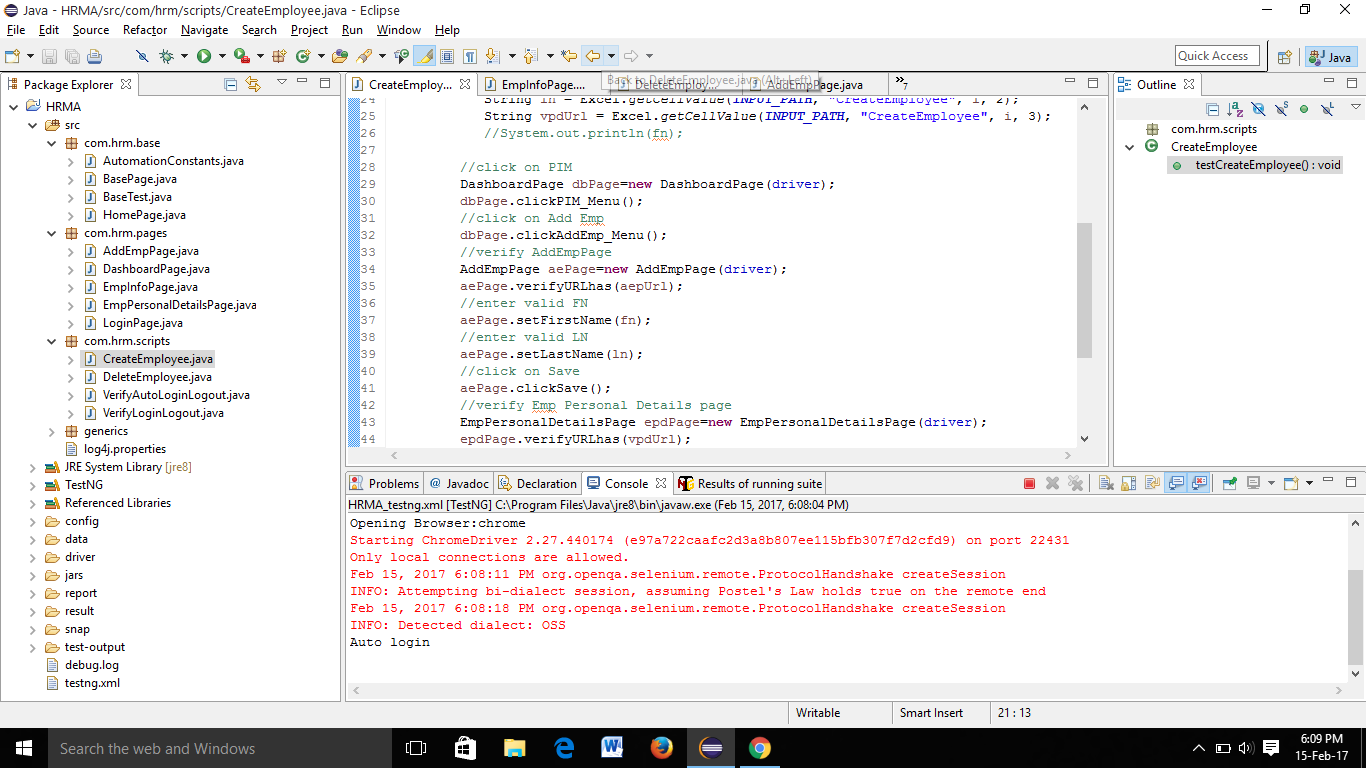 Java - HRMA/src/com/hrm/scripts/CreateEmployee.java - Eclipse
File Edit Source Refactor Navigate Search Project Run Window Help
Quick Access
Java
Package Explorer
HRMA
src
com.hrm.base
AutomationConstants.java
BasePage.java
BaseTest.java
HomePage.java
com.hrm.pages
AddEmpPage.java
DashboardPage.java
EmpInfoPage.java
EmpPersonalDetailsPage.java
LoginPage.java
com.hrm.scripts
CreateEmployee.java
DeleteEmployee.java
VerifyAutoLoginLogout.java
VerifyLoginLogout.java
generics
log4j.properties
JRE System Library [jre8]
TestNG
Referenced Libraries
config
data
driver
jars
report
result
snap
test-output
debug.log
testng.xml
CreateEmploy... EmpInfoPage.... DeleteEmploy... AddEmpPage.java 7
Back to DeleteEmployee.java (Alt+Left)
24 String ln = Excel.getCellValue(INPUT_PATH, "CreateEmployee", i, 2);
25 String vpdUrl = Excel.getCellValue(INPUT_PATH, "CreateEmployee", i, 3);
26 //System.out.println(fn);
27
28 //click on PIM
29 DashboardPage dbPage=new DashboardPage(driver);
30 dbPage.clickPIM_Menu();
31 //click on Add Emp
32 dbPage.clickAddEmp_Menu();
33 //verify AddEmpPage
34 AddEmpPage aePage=new AddEmpPage(driver);
35 aePage.verifyURLhas(aepUrl);
36 //enter valid FN
37 aePage.setFirstName(fn);
38 //enter valid LN
39 aePage.setLastName(ln);
40 //click on Save
41 aePage.clickSave();
42 //verify Emp Personal Details page
43 EmpPersonalDetailsPage epdPage=new EmpPersonalDetailsPage(driver);
44 epdPage.verifyURLhas(vpdUrl);
Outline
com.hrm.scripts
CreateEmployee
testCreateEmployee() : void
Problems Javadoc Declaration Console Results of running suite
HRMA_testng.xml [TestNG] C:\Program Files\Java\jre8\bin\javaw.exe (Feb 15, 2017, 6:08:04 PM)
Opening Browser:chrome
Starting ChromeDriver 2.27.440174 (e97a722caafc2d3a8b807ee115bfb307f7d2cfd9) on port 22431
Only local connections are allowed.
Feb 15, 2017 6:08:11 PM org.openqa.selenium.remote.ProtocolHandshake createSession
INFO: Attempting bi-dialect session, assuming Postel's Law holds true on the remote end
Feb 15, 2017 6:08:18 PM org.openqa.selenium.remote.ProtocolHandshake createSession
INFO: Detected dialect: OSS
Auto login
Writable Smart Insert 21 : 13
Search the web and Windows
6:09 PM
15-Feb-17